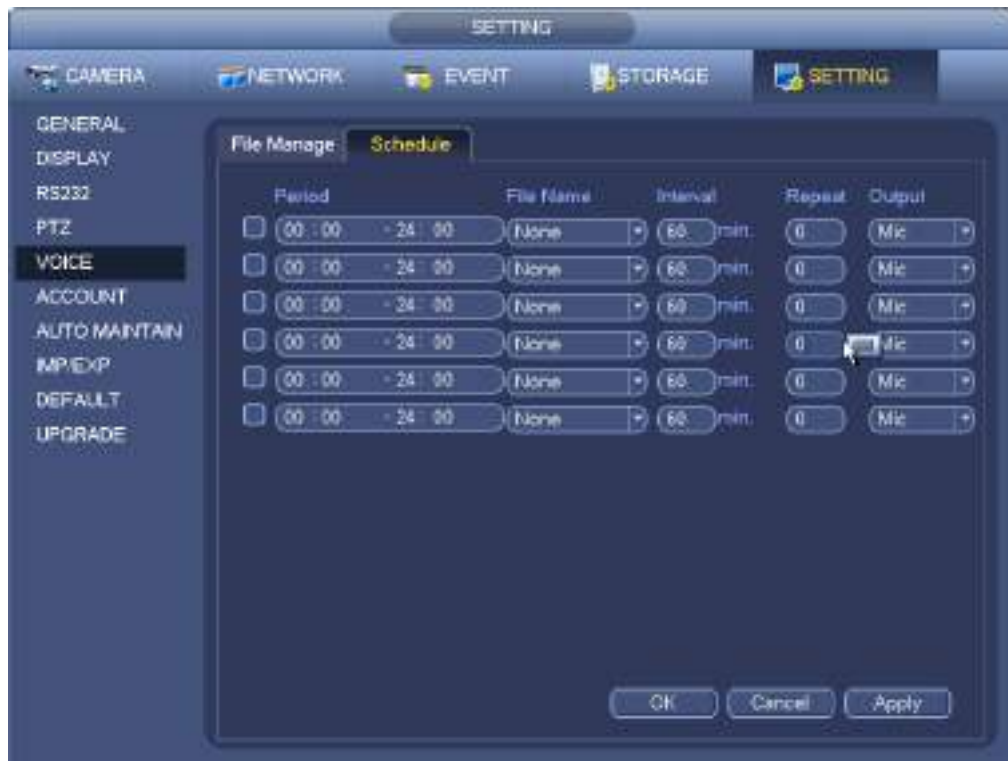 SETTING
CAMERA NETWORK EVENT STORAGE SETTING
GENERAL
DISPLAY
RS232
PTZ
VOICE
ACCOUNT
AUTO MAINTAIN
IMP/EXP
DEFAULT
UPGRADE
File Manage Schedule
Period File Name Interval Repeat Output
00 : 00 - 24 : 00 None 60 min. 0 Mic
00 : 00 - 24 : 00 None 60 min. 0 Mic
00 : 00 - 24 : 00 None 60 min. 0 Mic
00 : 00 - 24 : 00 None 60 min. 0 Mic
00 : 00 - 24 : 00 None 60 min. 0 Mic
00 : 00 - 24 : 00 None 60 min. 0 Mic
OK Cancel Apply